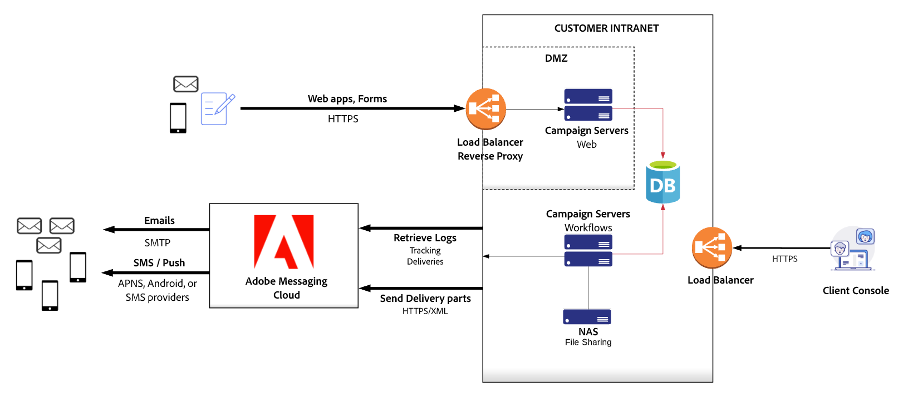 CUSTOMER INTRANET
DMZ
Web apps, Forms
HTTPS
Load Balancer
Reverse Proxy
Campaign Servers
Web
DB
Campaign Servers
Workflows
Emails
SMTP
SMS / Push
APNS, Android, or
SMS providers
Adobe Messaging
Cloud
Retrieve Logs
Tracking
Deliveries
Send Delivery parts
HTTPS/XML
NAS
File Sharing
Load Balancer
HTTPS
Client Console